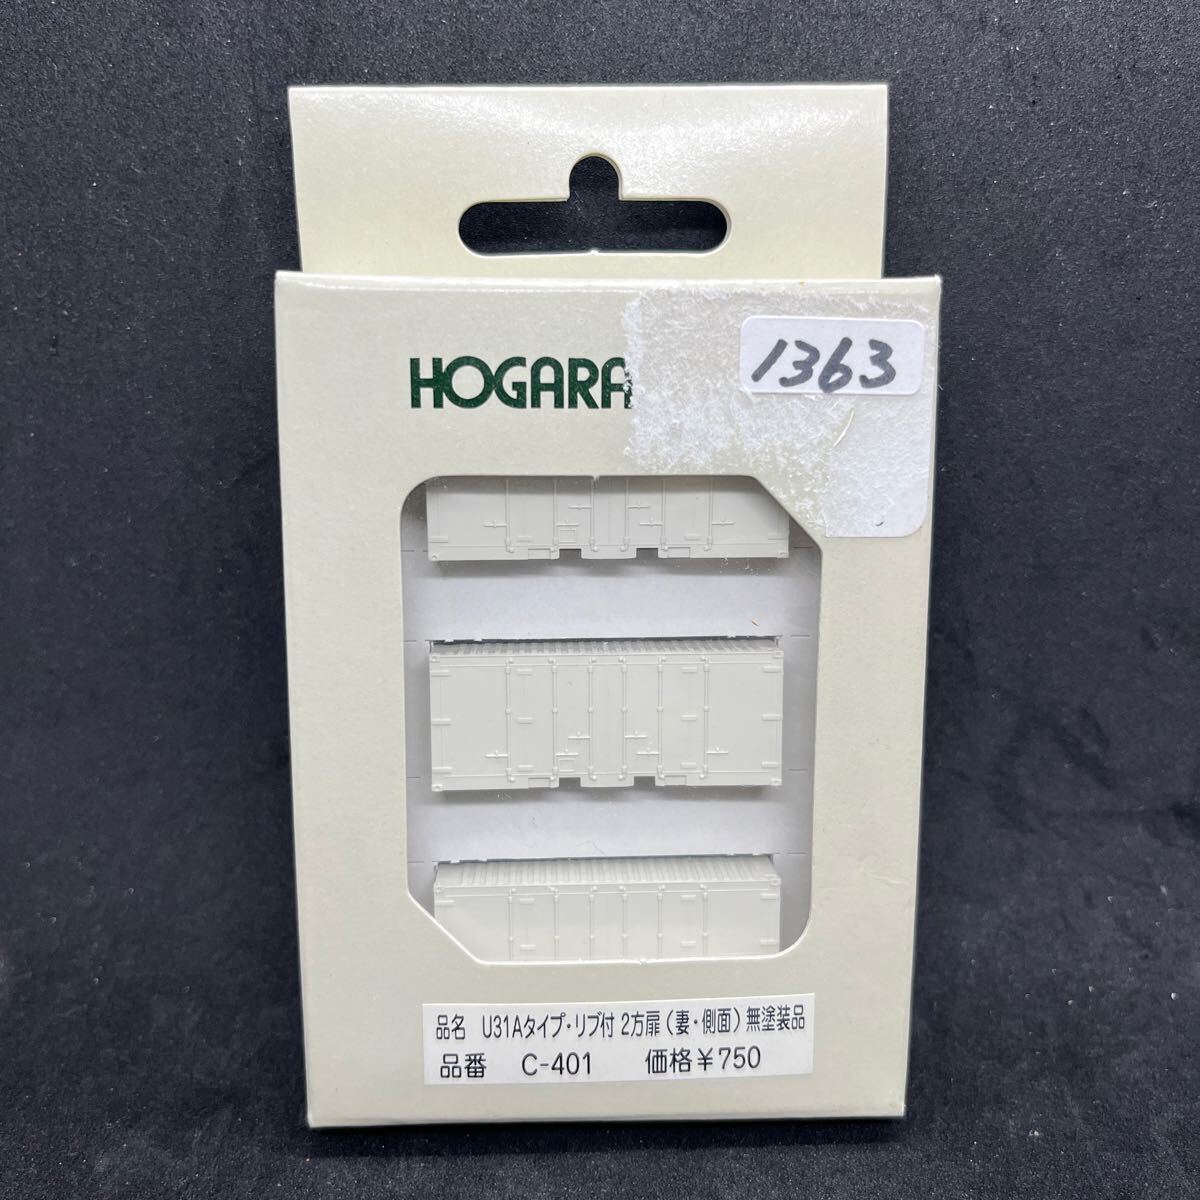 1363
HOGARA
品名 U31Aタイプ・リブ付 2方扉(妻・側面)無塗装品
品番 C-401 価格¥750